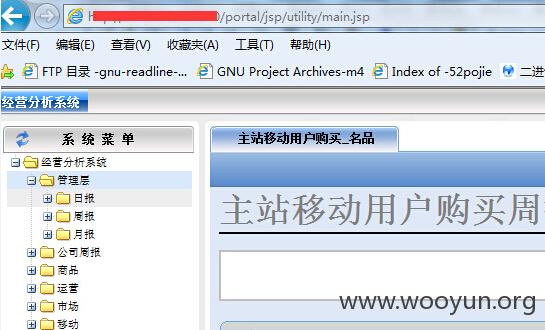 0/portal/jsp/utility/main.jsp
文件(F) 编辑(E) 查看(V) 收藏夹(A) 工具(T) 帮助(H)
FTP 目录 -gnu-readline-... GNU Project Archives-m4 Index of -52pojie 二进
经营分析系统
系 统 菜 单 主站移动用户购买_名品
经营分析系统
管理层
日报
周报
月报
主站移动用户购买周
公司周报
商品
运营
市场
移动
www.wooyun.org